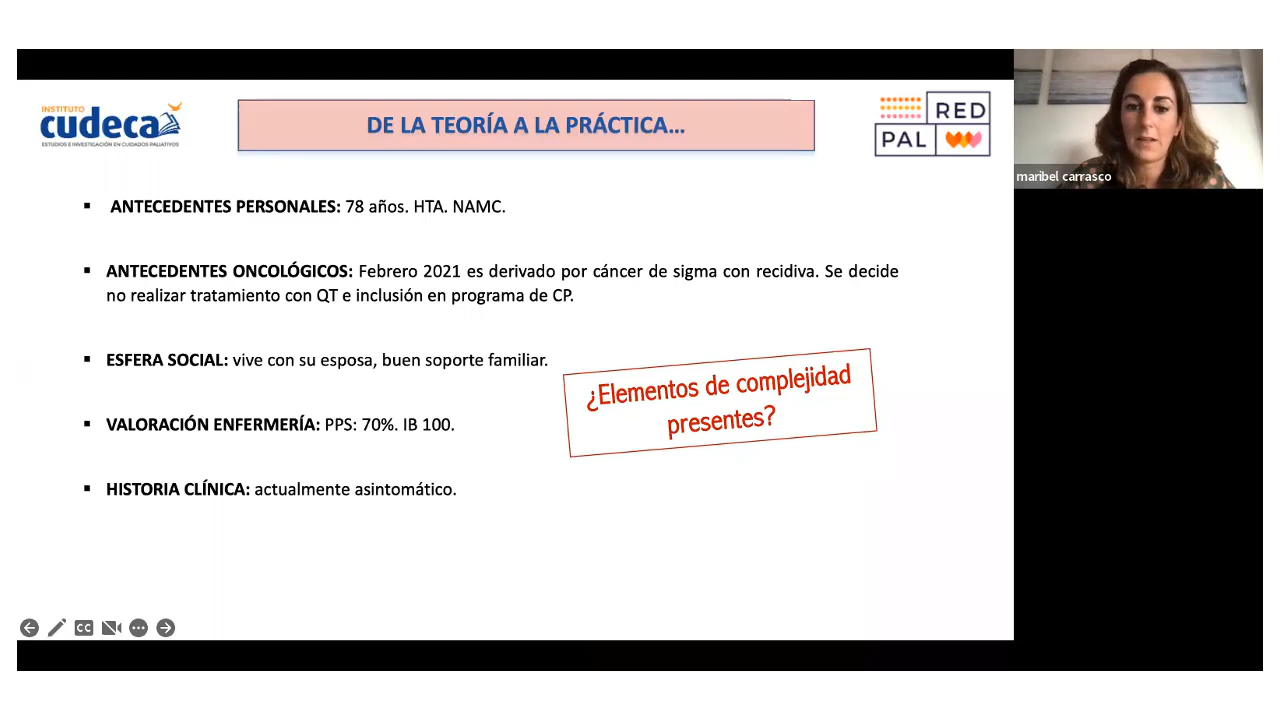 INSTITUTO
cudeca
ESTUDIOS E INVESTIGACIÓN EN CUIDADOS PALIATIVOS
DE LA TEORÍA A LA PRÁCTICA...
RED
PAL
maribel carrasco
▪ ANTECEDENTES PERSONALES: 78 años. HTA. NAMC.
▪ ANTECEDENTES ONCOLÓGICOS: Febrero 2021 es derivado por cáncer de sigma con recidiva. Se decide
no realizar tratamiento con QT e inclusión en programa de CP.
▪ ESFERA SOCIAL: vive con su esposa, buen soporte familiar.
¿Elementos de complejidad
presentes?
▪ VALORACIÓN ENFERMERÍA: PPS: 70%. IB 100.
▪ HISTORIA CLÍNICA: actualmente asintomático.
CC